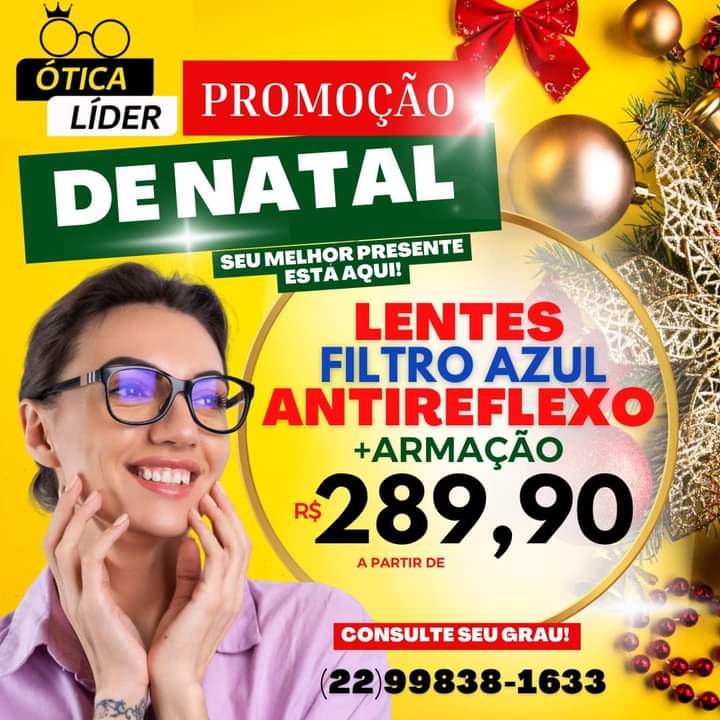 ÓTICA
LÍDER
PROMOÇÃO
DE NATAL
SEU MELHOR PRESENTE
ESTÁ AQUI!
LENTES
FILTRO AZUL
ANTIREFLEXO
+ARMAÇÃO
R$ 289,90
A PARTIR DE
CONSULTE SEU GRAU!
(22)99838-1633